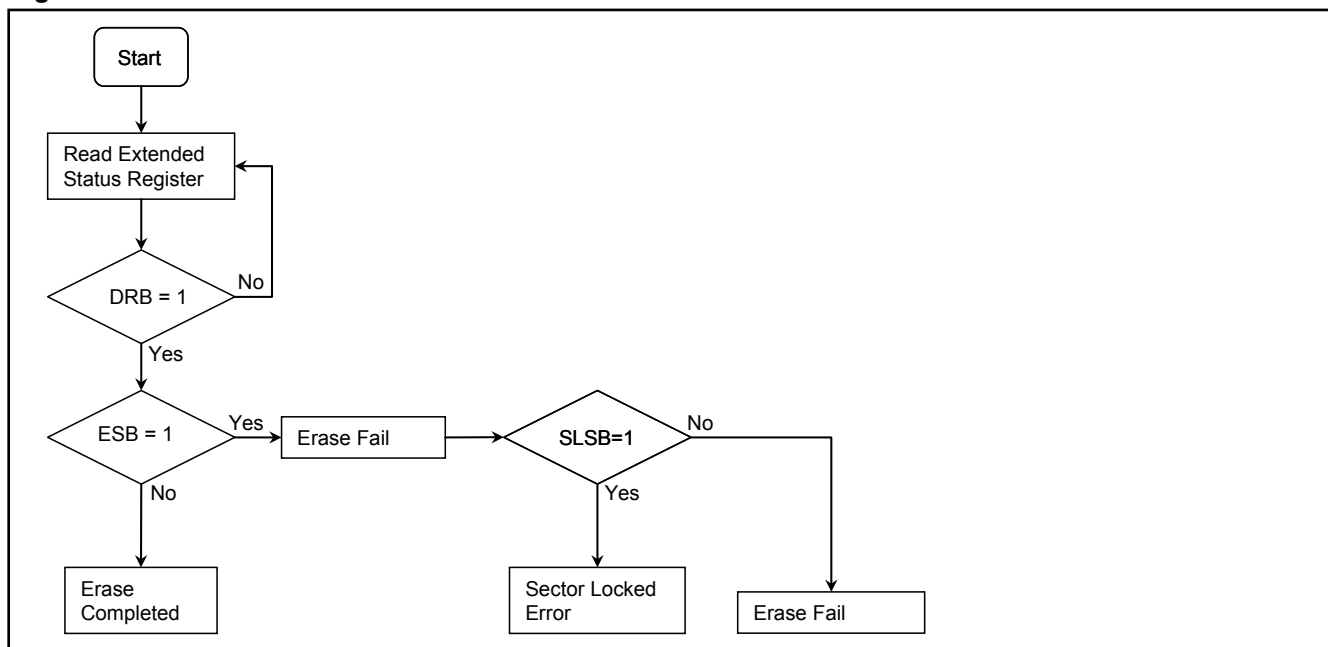 Start
Read Extended
Status Register
No
DRB = 1
Yes
ESB = 1
Yes
Erase Fail
SLSB=1
No
No
Yes
Erase
Completed
Sector Locked
Error
Erase Fail